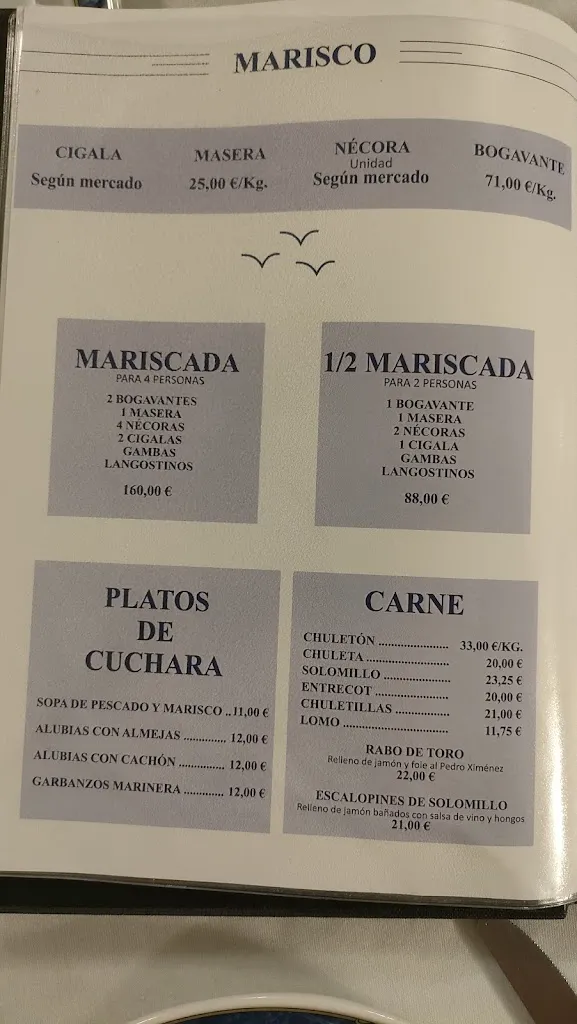 MARISCO
CIGALA
Según mercado
MASERA
25,00 €/Kg.
NÉCORA
Unidad
Según mercado
BOGAVANTE
71,00 €/Kg.
MARISCADA
PARA 4 PERSONAS
2 BOGAVANTES
1 MASERA
4 NÉCORAS
2 CIGALAS
GAMBAS
LANGOSTINOS
160,00 €
1/2 MARISCADA
PARA 2 PERSONAS
1 BOGAVANTE
1 MASERA
2 NÉCORAS
1 CIGALA
GAMBAS
LANGOSTINOS
88,00 €
PLATOS
DE
CUCHARA
SOPA DE PESCADO Y MARISCO ..11,00 €
ALUBIAS CON ALMEJAS ............. 12,00 €
ALUBIAS CON CACHÓN .............. 12,00 €
GARBANZOS MARINERA ............ 12,00 €
CARNE
CHULETÓN ...................... 33,00 €/KG.
CHULETA .......................... 20,00 €
SOLOMILLO ..................... 23,25 €
ENTRECOT ....................... 20,00 €
CHULETILLAS ................. 21,00 €
LOMO ................................. 11,75 €
RABO DE TORO
Relleno de jamón y foie al Pedro Ximénez
22,00 €
ESCALOPINES DE SOLOMILLO
Relleno de jamón bañados con salsa de vino y hongos
21,00 €